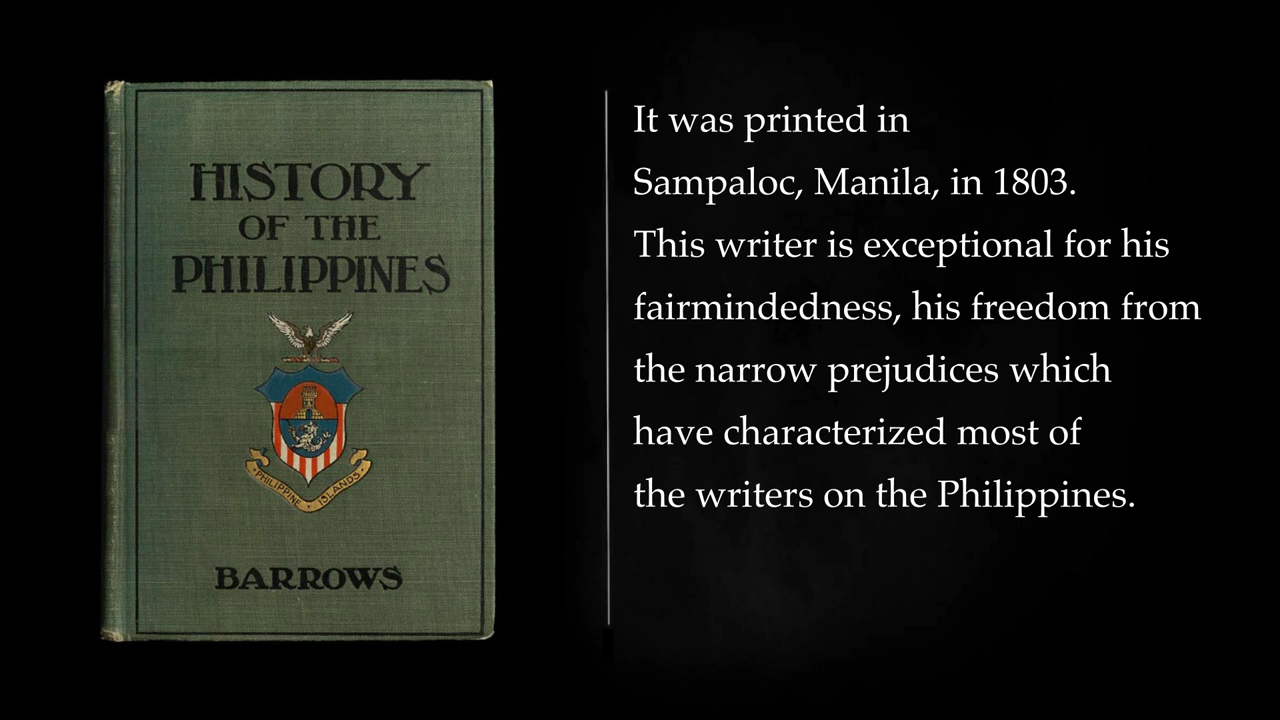 HISTORY
OF THE
PHILIPPINES
PHILIPPINE ISLANDS
BARROWS
It was printed in
Sampaloc, Manila, in 1803.
This writer is exceptional for his
fairmindedness, his freedom from
the narrow prejudices which
have characterized most of
the writers on the Philippines.